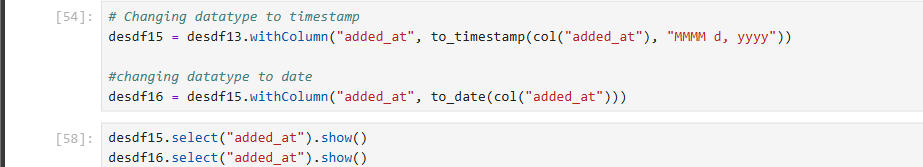 [54]: # Changing datatype to timestamp
desdf15 = desdf13.withColumn("added_at", to_timestamp(col("added_at"), "MMMM d, yyyy"))
#changing datatype to date
desdf16 = desdf15.withColumn("added_at", to_date(col("added_at")))
[58]: desdf15.select("added_at").show()
desdf16.select("added_at").show()